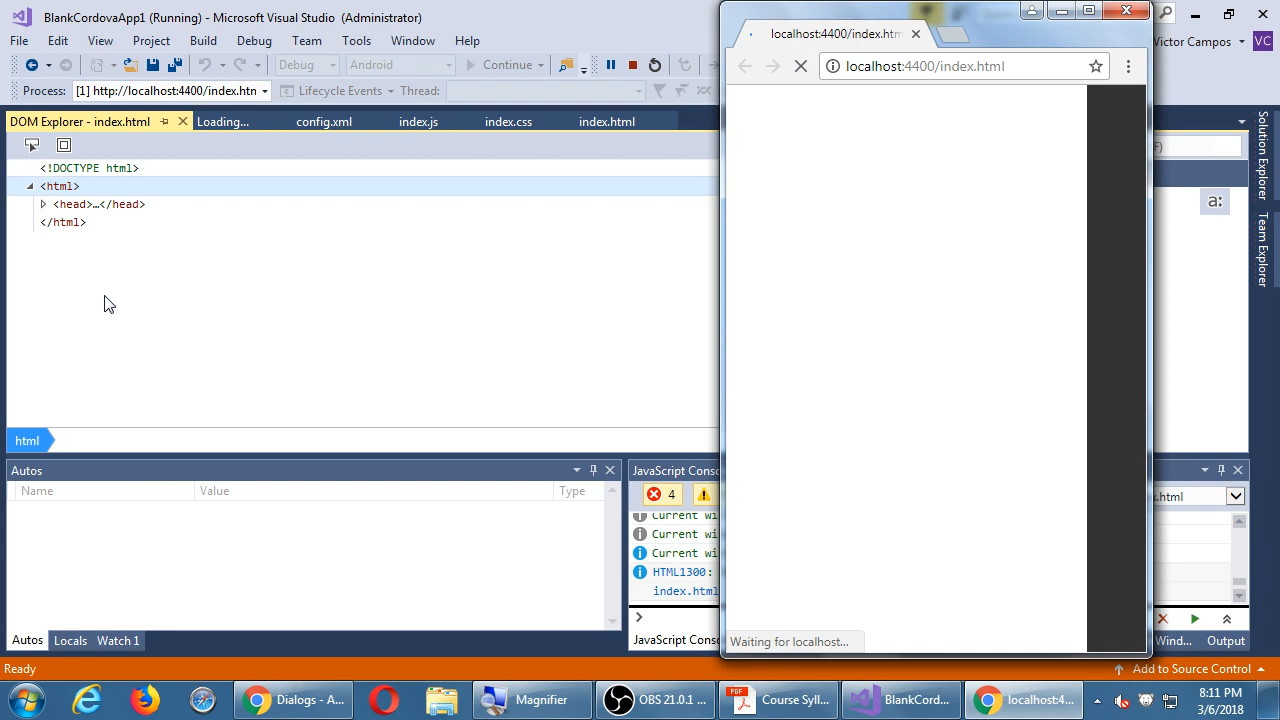 BlankCordovaApp1 (Running) - Microsoft Visual Studio (Administrator)
File Edit View Project Build Debug Team Tools Window Help
Victor Campos VC
Debug Android Continue
Process: [1] http://localhost:4400/index.htn Lifecycle Events Thread:
DOM Explorer - index.html Loading... config.xml index.js index.css index.html
<!DOCTYPE html>
<html>
<head>…</head>
</html>
html
Autos
Name Value Type
Autos Locals Watch 1
JavaScript Conso
4
Current wi
Current wi
Current wi
HTML1300:
index.html
JavaScript Conso
Wind... Output
Solution Explorer
Team Explorer
a:
localhost:4400/index.htm
localhost:4400/index.html
Waiting for localhost...
Ready
Add to Source Control
Dialogs - A...
Magnifier
OBS 21.0.1 ...
PDF
Course Syll...
BlankCord...
localhost:4...
8:11 PM
3/6/2018